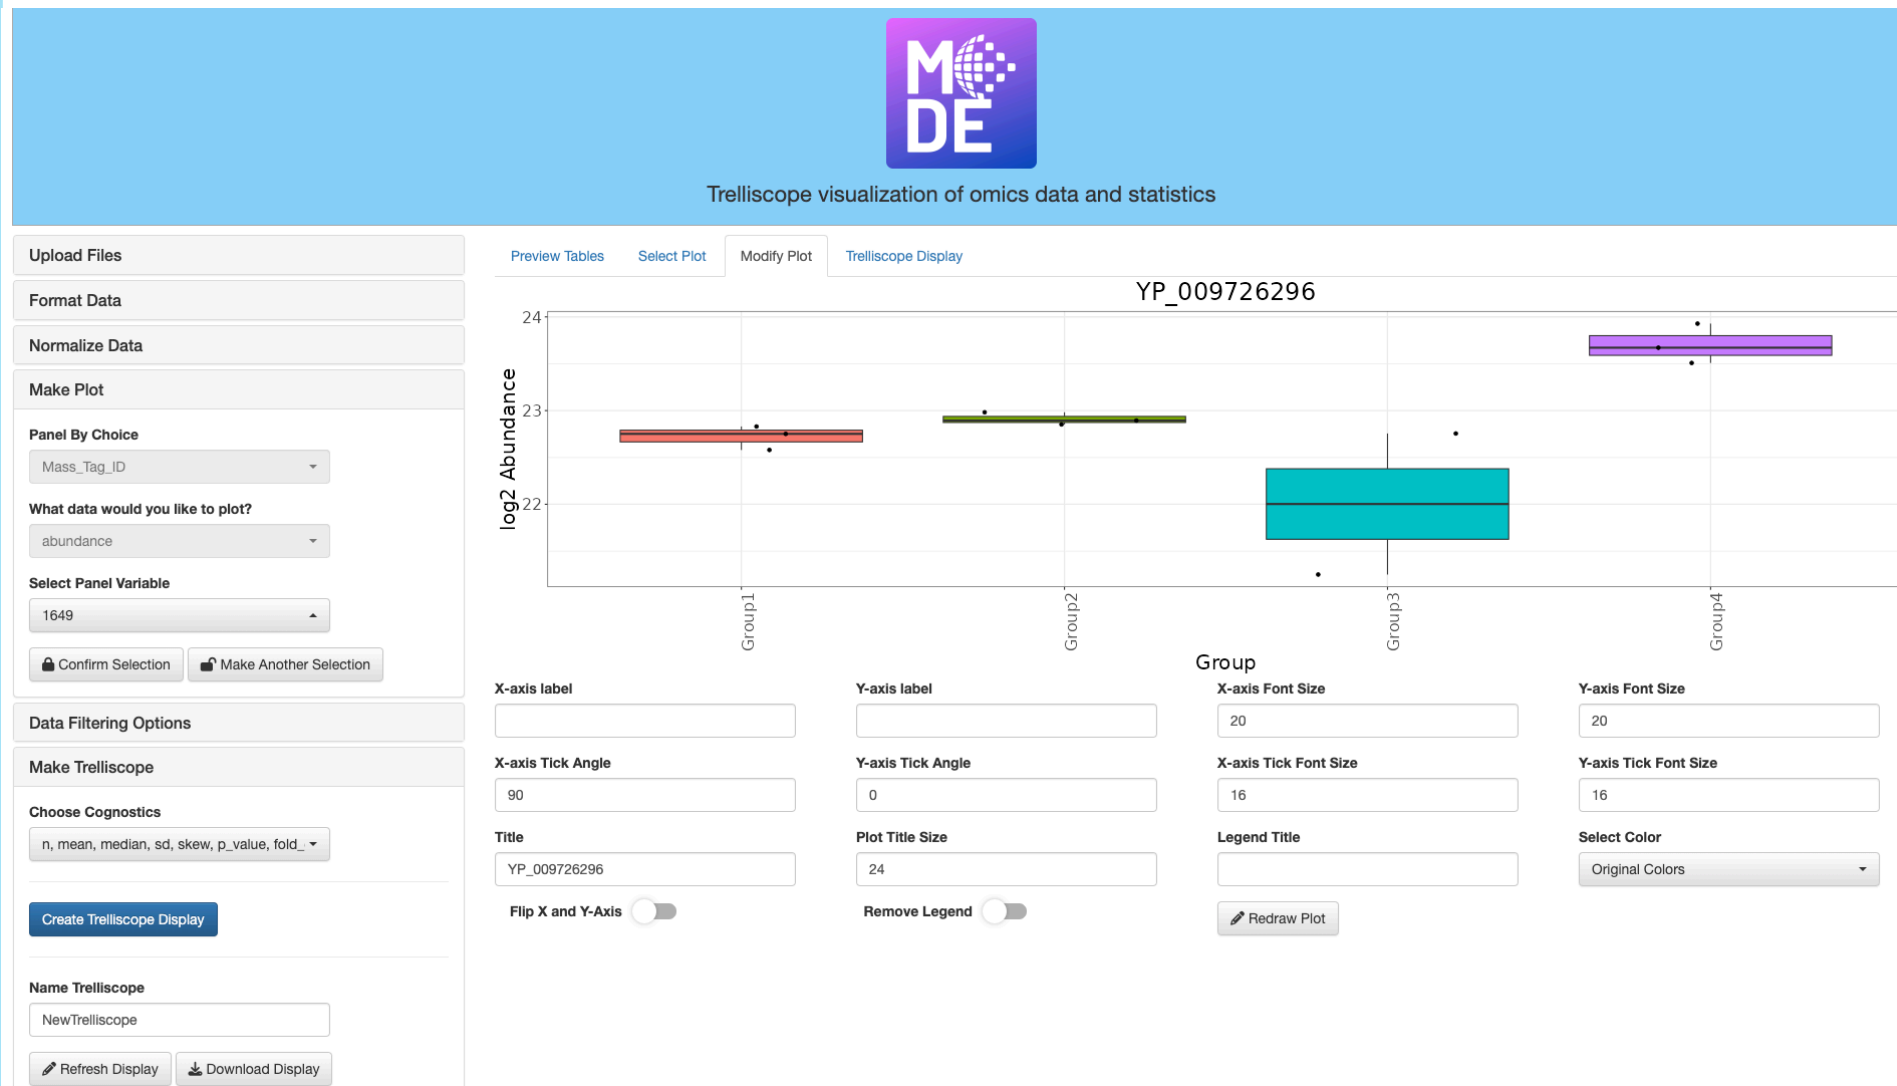 M
DE
Trelliscope visualization of omics data and statistics
Upload Files
Format Data
Normalize Data
Make Plot
Panel By Choice
Mass_Tag_ID
What data would you like to plot?
abundance
Select Panel Variable
1649
Confirm Selection
Make Another Selection
Data Filtering Options
Make Trelliscope
Choose Cognostics
n, mean, median, sd, skew, p_value, fold_
Create Trelliscope Display
Name Trelliscope
NewTrelliscope
Refresh Display
Download Display
Preview Tables
Select Plot
Modify Plot
Trelliscope Display
YP_009726296
log2 Abundance
24
23
22
Group1
Group2
Group3
Group4
Group
X-axis label
Y-axis label
X-axis Font Size
20
Y-axis Font Size
20
X-axis Tick Angle
90
Y-axis Tick Angle
0
X-axis Tick Font Size
16
Y-axis Tick Font Size
16
Title
YP_009726296
Plot Title Size
24
Legend Title
Select Color
Original Colors
Flip X and Y-Axis
Remove Legend
Redraw Plot